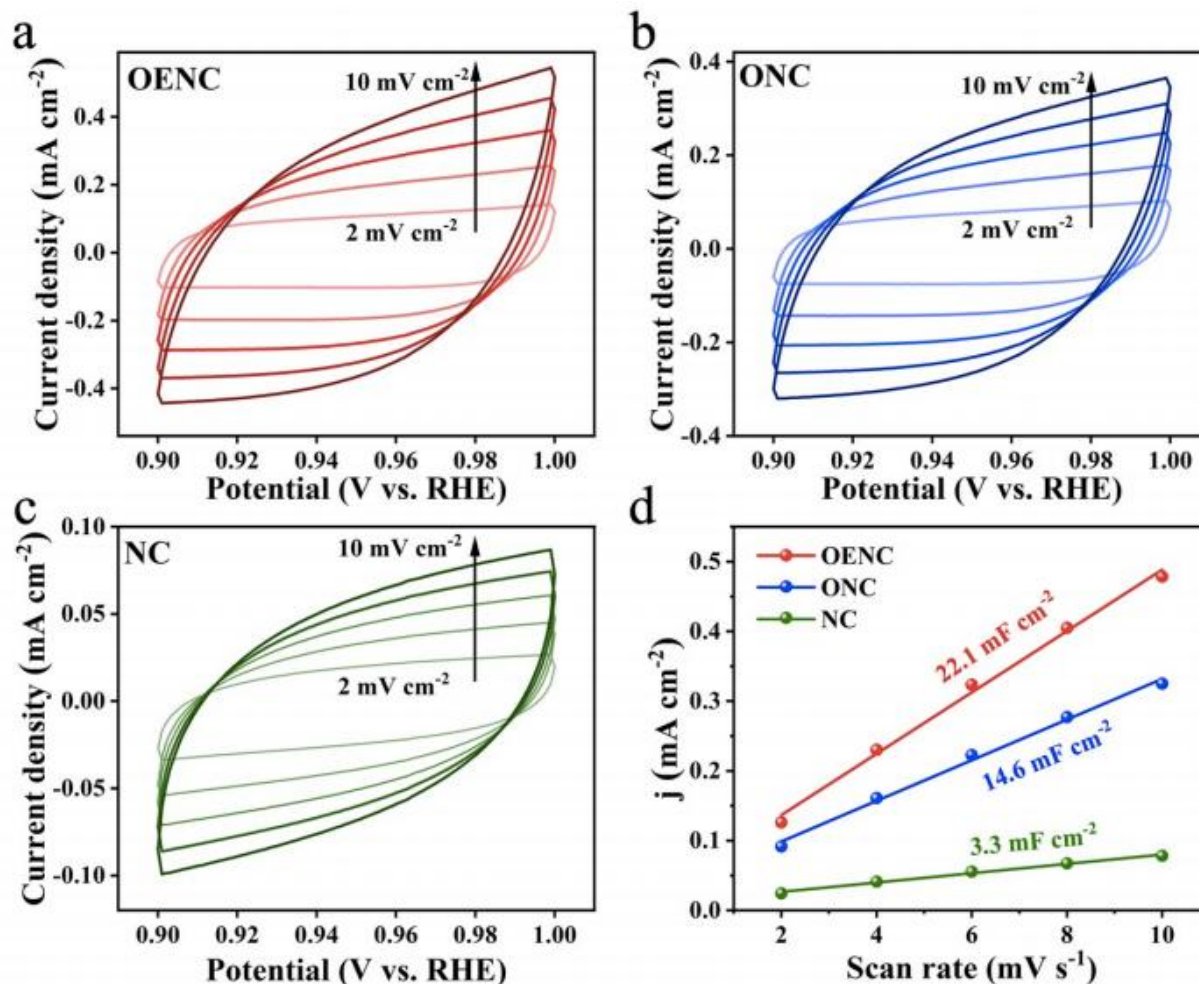 a
OENC
10 mV cm⁻²
2 mV cm⁻²
0.4
0.2
0.0
-0.2
-0.4
0.90 0.92 0.94 0.96 0.98 1.00
Current density (mA cm⁻²)
Potential (V vs. RHE)
b
ONC
10 mV cm⁻²
2 mV cm⁻²
0.4
0.2
0.0
-0.2
-0.4
0.90 0.92 0.94 0.96 0.98 1.00
Current density (mA cm⁻²)
Potential (V vs. RHE)
c
NC
10 mV cm⁻²
2 mV cm⁻²
0.10
0.05
0.00
-0.05
-0.10
0.90 0.92 0.94 0.96 0.98 1.00
Current density (mA cm⁻²)
Potential (V vs. RHE)
d
OENC
ONC
NC
22.1 mF cm⁻²
14.6 mF cm⁻²
3.3 mF cm⁻²
0.5
0.4
0.3
0.2
0.1
0.0
2 4 6 8 10
j (mA cm⁻²)
Scan rate (mV s⁻¹)